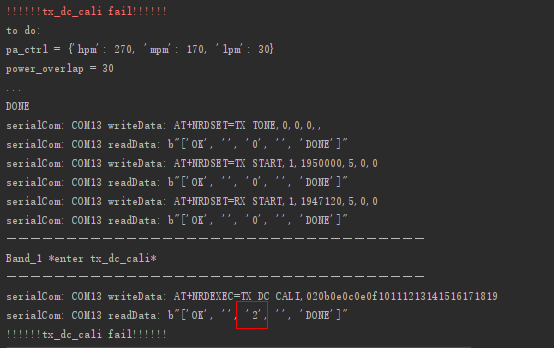 !!!!!!tx_dc_cali fail!!!!!!
to do:
pa_ctrl = {'hpm': 270, 'mpm': 170, 'lpm': 30}
power_overlap = 30
...
DONE
serialCom: COM13 writeData: AT+NRDSET=TX TONE,0,0,0,,
serialCom: COM13 readData: b"['OK', '', '0', '', 'DONE']"
serialCom: COM13 writeData: AT+NRDSET=TX START,1,1950000,5,0,0
serialCom: COM13 readData: b"['OK', '', '0', '', 'DONE']"
serialCom: COM13 writeData: AT+NRDSET=RX START,1,1947120,5,0,0
serialCom: COM13 readData: b"['OK', '', '0', '', 'DONE']"
Band_1 *enter tx_dc_cali*
serialCom: COM13 writeData: AT+NRDEXEC=TX DC CALI,020b0e0c0e0f10111213141516171819
serialCom: COM13 readData: b"['OK', '', '2', '', 'DONE']"
!!!!!!tx_dc_cali fail!!!!!!